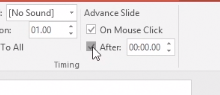 : [No Sound] Advance Slide
on: 01.00 On Mouse Click
To All After: 00:00.00
Timing